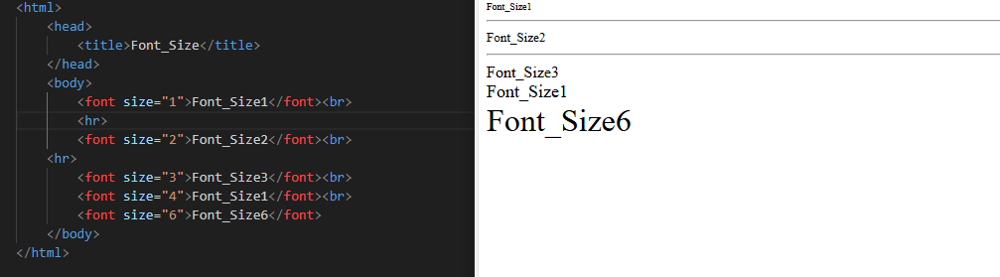 <html>
<head>
<title>Font_Size</title>
</head>
<body>
<font size="1">Font_Size1</font><br>
<hr>
<font size="2">Font_Size2</font><br>
<hr>
<font size="3">Font_Size3</font><br>
<font size="4">Font_Size1</font><br>
<font size="6">Font_Size6</font>
</body>
</html>
Font_Size1
Font_Size2
Font_Size3
Font_Size1
Font_Size6